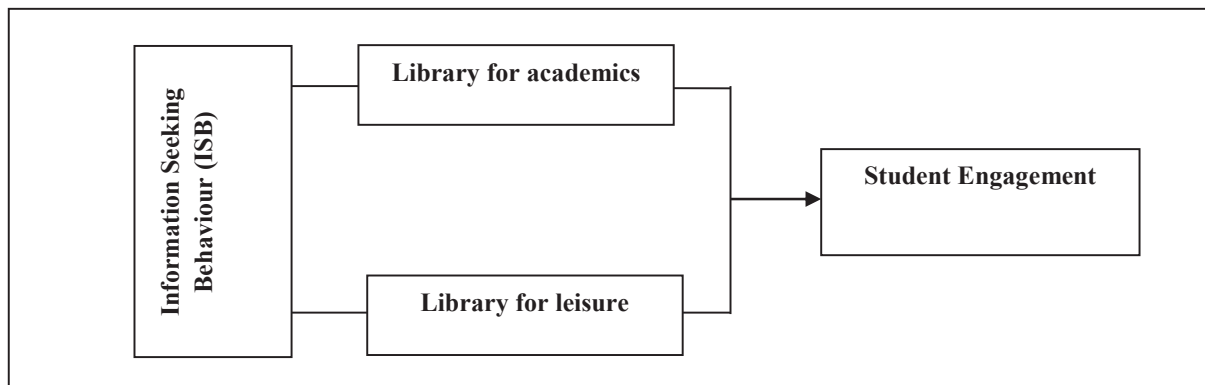 Information Seeking
Behaviour (ISB)
Library for academics
Library for leisure
Student Engagement